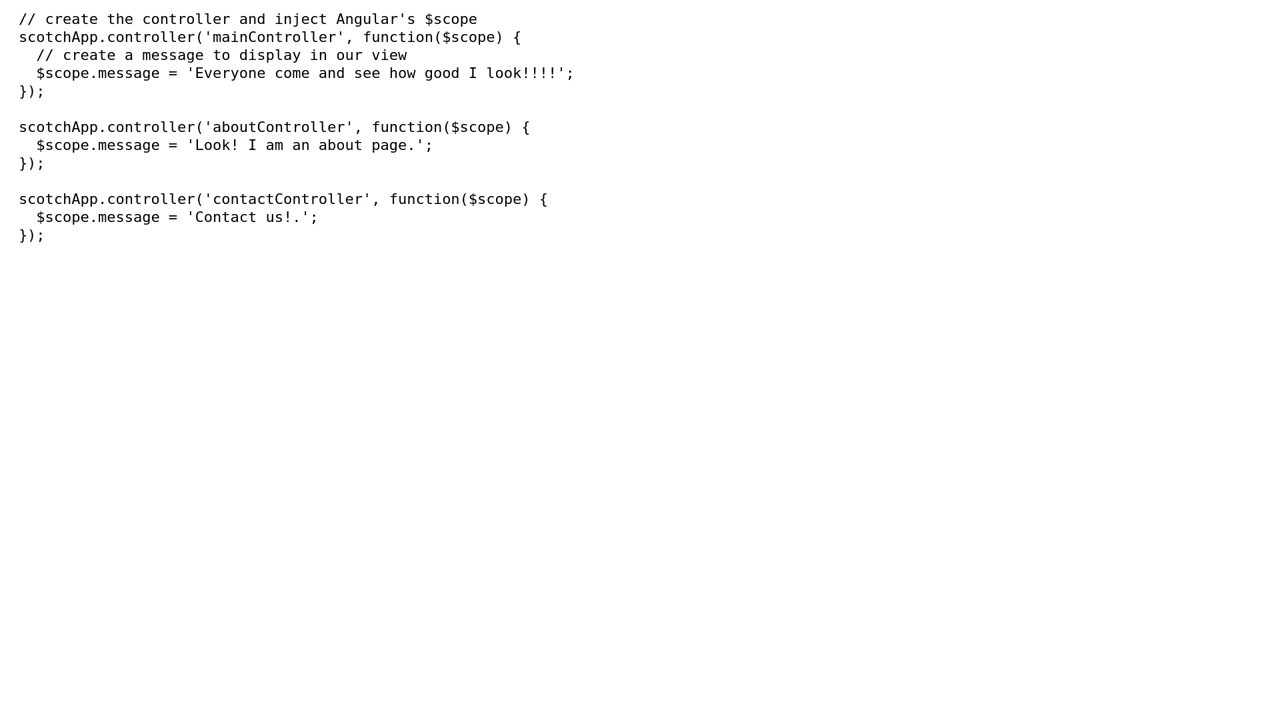 // create the controller and inject Angular's $scope
scotchApp.controller('mainController', function($scope) {
  // create a message to display in our view
  $scope.message = 'Everyone come and see how good I look!!!!';
});

scotchApp.controller('aboutController', function($scope) {
  $scope.message = 'Look! I am an about page.';
});

scotchApp.controller('contactController', function($scope) {
  $scope.message = 'Contact us!.';
});